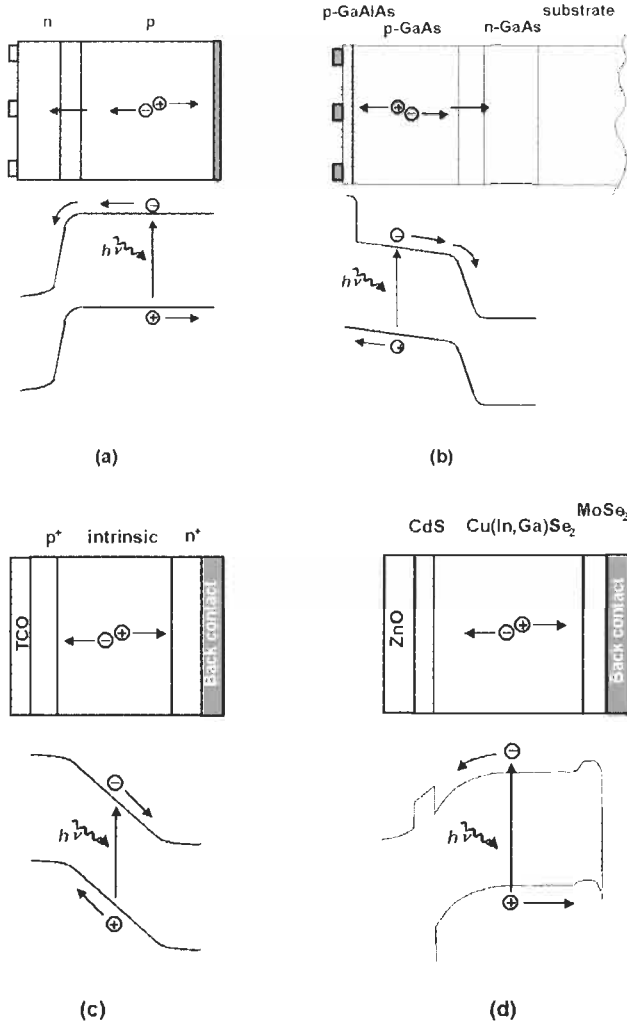 n p
p-GaAlAs
p-GaAs
n-GaAs
substrate
hν
hν
(a)
(b)
p⁺ intrinsic n⁺
CdS Cu(In,Ga)Se₂ MoSe₂
TCO
Back contact
ZnO
Back contact
hν
hν
(c)
(d)